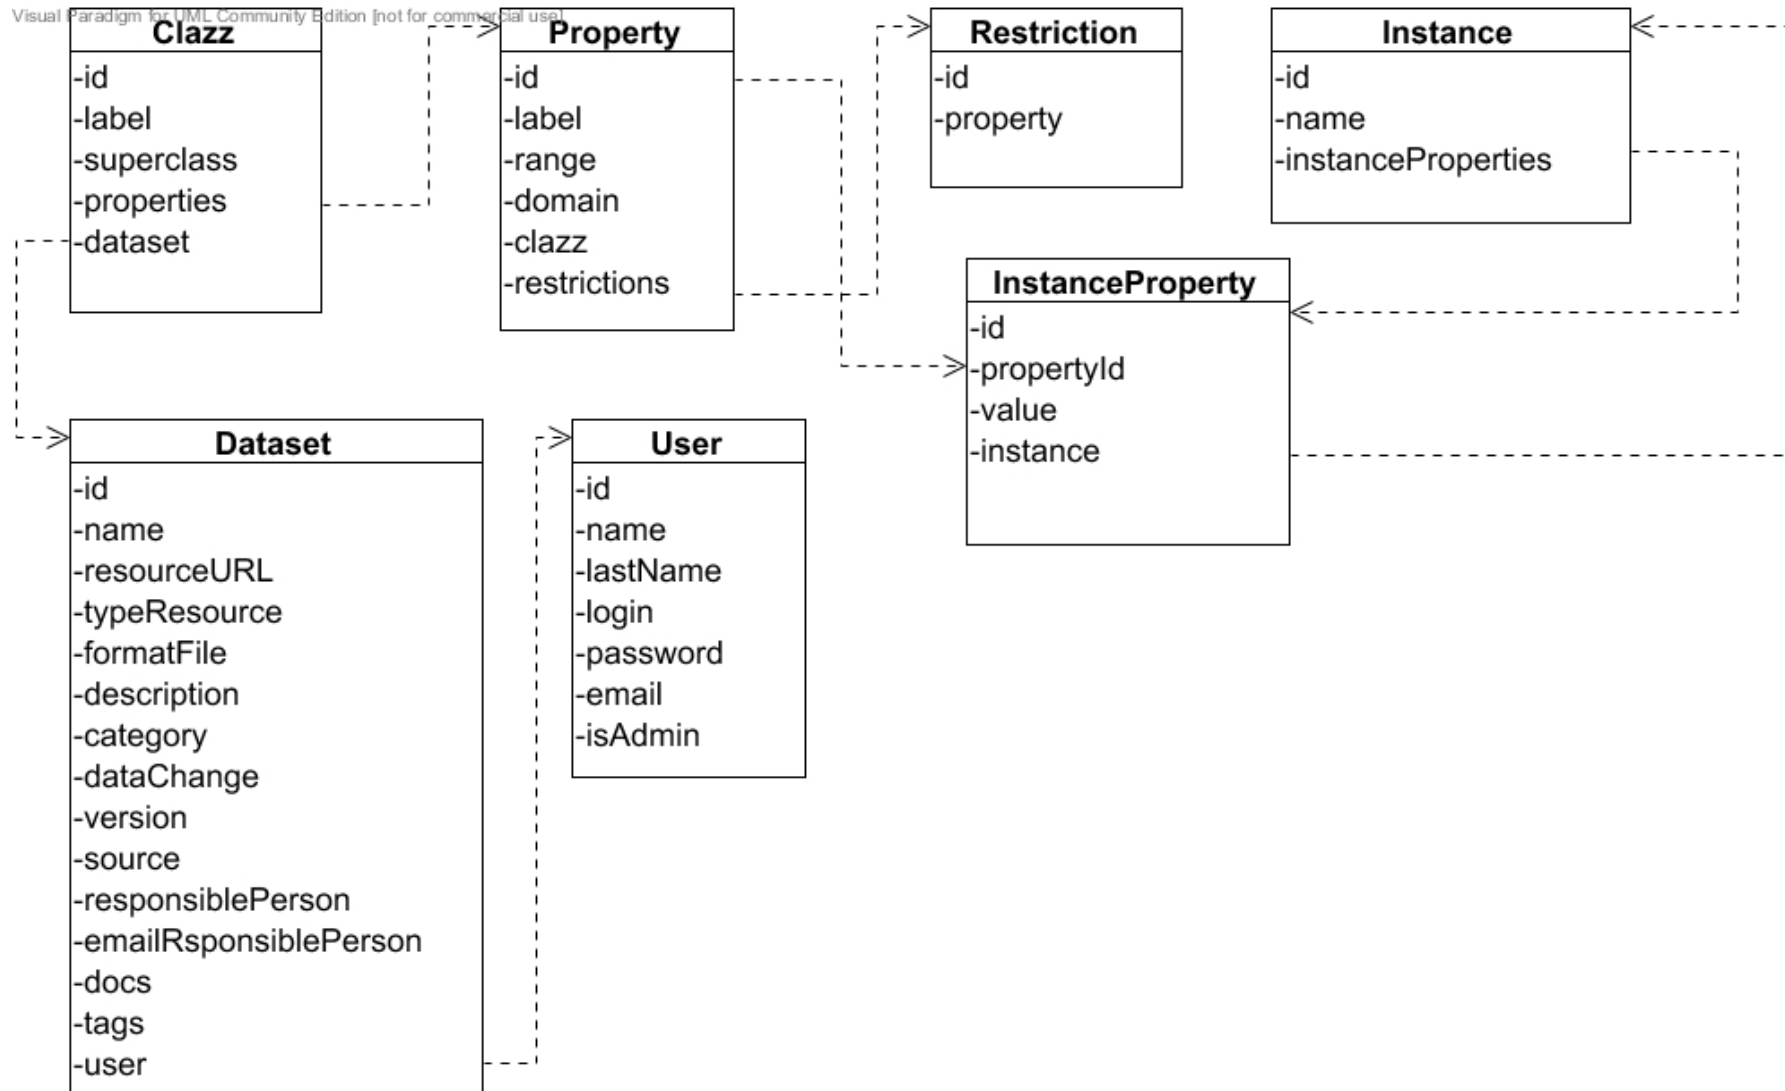 Visual Paradigm for UML Community Edition [not for commercial use]
Clazz
-id
-label
-superclass
-properties
-dataset
Property
-id
-label
-range
-domain
-clazz
-restrictions
Restriction
-id
-property
Instance
-id
-name
-instanceProperties
InstanceProperty
-id
-propertyId
-value
-instance
Dataset
-id
-name
-resourceURL
-typeResource
-formatFile
-description
-category
-dataChange
-version
-source
-responsiblePerson
-emailRsponsiblePerson
-docs
-tags
-user
User
-id
-name
-lastName
-login
-password
-email
-isAdmin